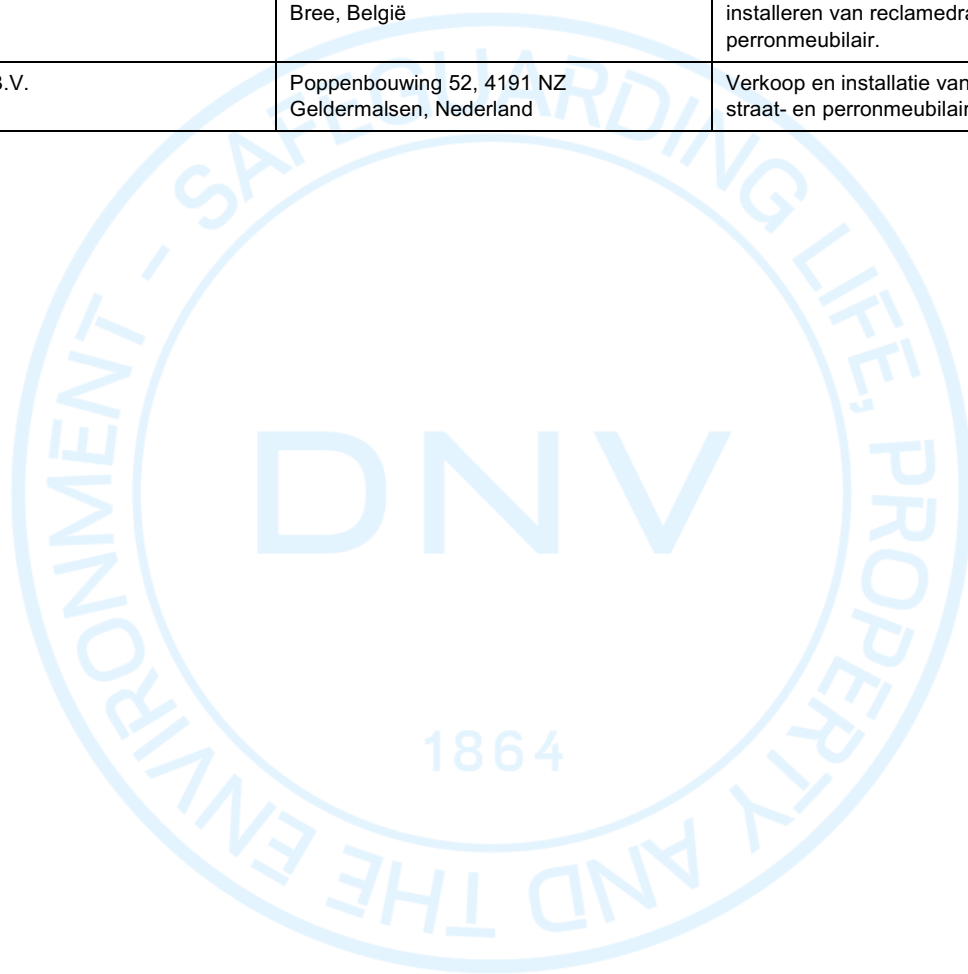 Bree, België
installeren van reclamedra
perronmeubilair.
B.V.
Poppenbouwing 52, 4191 NZ
Geldermalsen, Nederland
Verkoop en installatie van
straat- en perronmeubilair
SAFEGUARDING LIFE, PROPERTY AND THE ENVIRONMENT -
DNV
1864